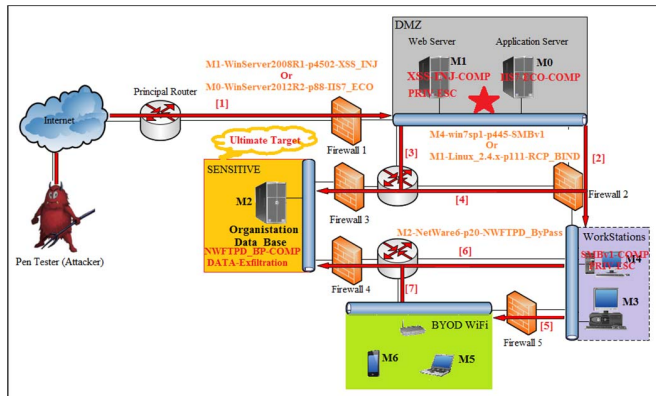 DMZ
Web Server
Application Server
M1
M0
XSS_INJ-COMP
PRIV-ESC
IIS7_ECO-COMP
M1-WinServer2008R1-p4502-XSS_INJ
Or
M0-WinServer2012R2-p88-IIS7_ECO
Principal Router
[1]
Internet
Firewall 1
Pen Tester (Attacker)
M4-win7sp1-p445-SMBv1
Or
M1-Linux_2.4.x-p111-RCP_BIND
[2]
[3]
Ultimate Target
SENSITIVE
M2
Organistation
Data_Base
NWFTPD_BP-COMP
DATA-Exfiltration
Firewall 3
[4]
Firewall 2
M2-NetWare6-p20-NWFTPD_ByPass
[6]
Firewall 4
[7]
WorkStations
SMBv1-COMP
PRIV-ESC
M4
M3
[5]
Firewall 5
BYOD WiFi
M6
M5